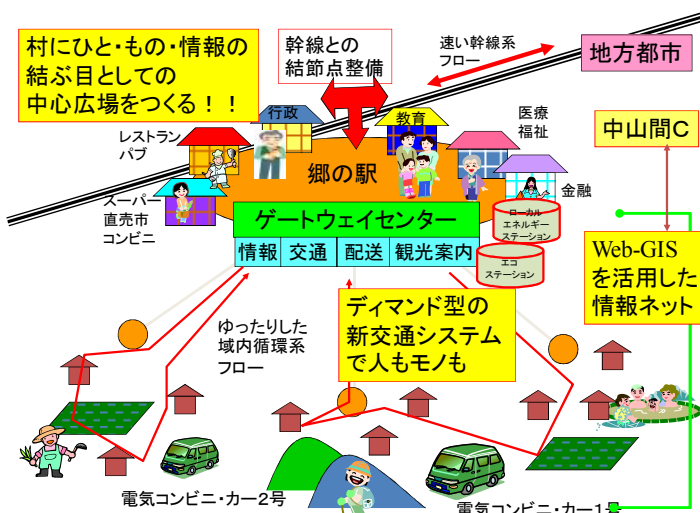 村にひと・もの・情報の
結ぶ目としての
中心広場をつくる！！
幹線との
結節点整備
速い幹線系
フロー
地方都市
行政
教育
医療
福祉
レストラン
パブ
中山間C
郷の駅
金融
スーパー
直売市
コンビニ
ゲートウェイセンター
ローカル
エネルギー
ステーション
情報
交通
配送
観光案内
エコ
ステーション
Web-GIS
を活用した
情報ネット
ゆったりした
域内循環系
フロー
ディマンド型の
新交通システム
で人もモノも
電気コンビニ・カー2号
電気コンビニ・カー1号